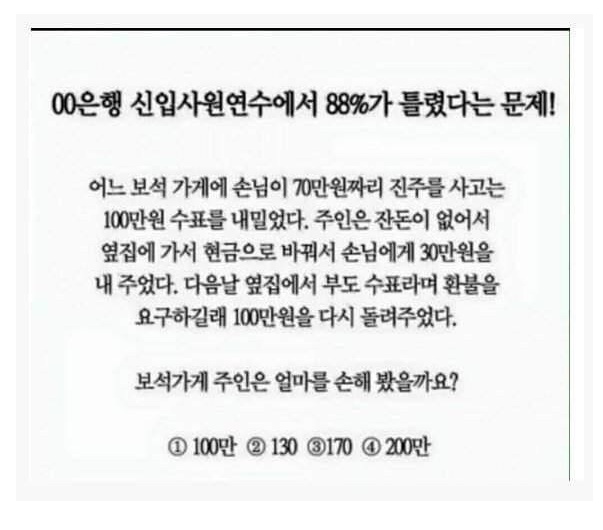 00은행 신입사원연수에서 88%가 틀렸다는 문제!
어느 보석 가게에 손님이 70만원짜리 진주를 사고는
100만원 수표를 내밀었다. 주인은 잔돈이 없어서
옆집에 가서 현금으로 바꿔서 손님에게 30만원을
내 주었다. 다음날 옆집에서 부도 수표라며 환불을
요구하길래 100만원을 다시 돌려주었다.
보석가게 주인은 얼마를 손해 봤을까요?
① 100만 ② 130 ③170 ④ 200만